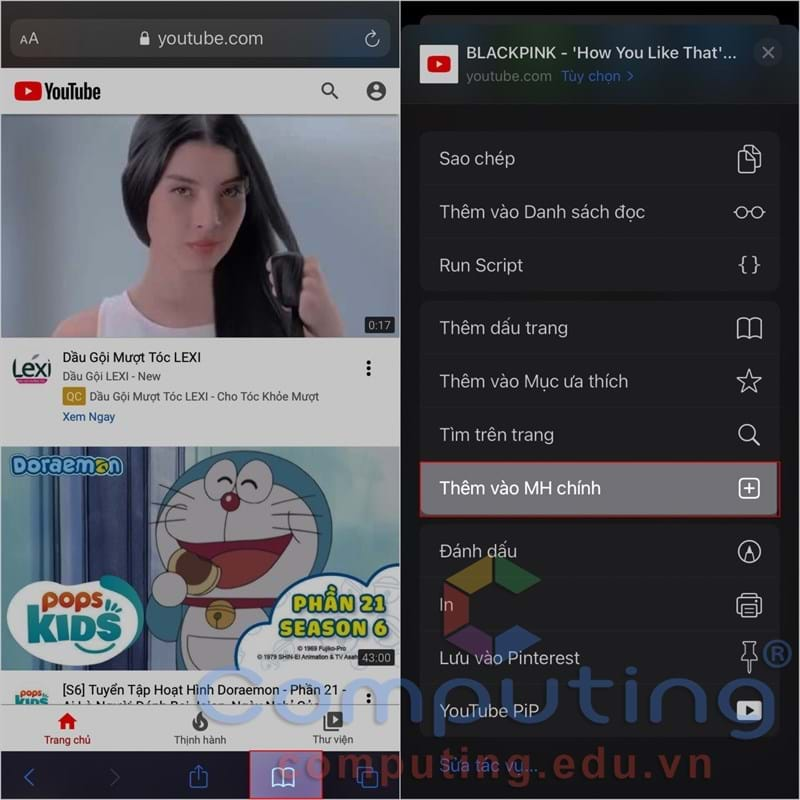 AA
youtube.com
YouTube
0:17
Lexi
Dầu Gội Mượt Tóc LEXI
Dầu Gội LEXI - New
QC Dầu Gội Mượt Tóc LEXI - Cho Tóc Khỏe Mượt
Xem Ngay
DORAEMON
POPS
KIDS
PHẦN 21
SEASON 6
© 1969 Fujiko-Pro
© 1979 SHIN-EI Animation & TV Asahi
43:00
POPS
KIDS
[S6] Tuyển Tập Hoạt Hình Doraemon - Phần 21 -
Trang chủ
Thịnh hành
Thư viện
BLACKPINK - 'How You Like That'...
youtube.com Tùy chọn >
Sao chép
Thêm vào Danh sách đọc
Run Script
{ }
Thêm dấu trang
Thêm vào Mục ưa thích
Tìm trên trang
Thêm vào MH chính
Đánh dấu
In
Lưu vào Pinterest
YouTube PiP
Sửa tác vụ...
Computing®
computing.edu.vn